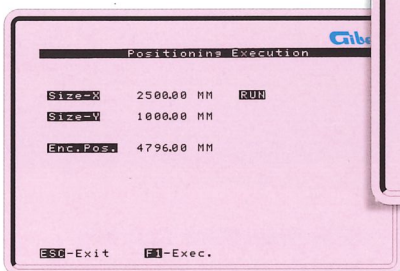 Positioning Execution
Size-X 2500.00 MM RUN
Size-Y 1000.00 MM
Enc.Pos. 4796.00 MM
ESC-Exit F1-Exec.